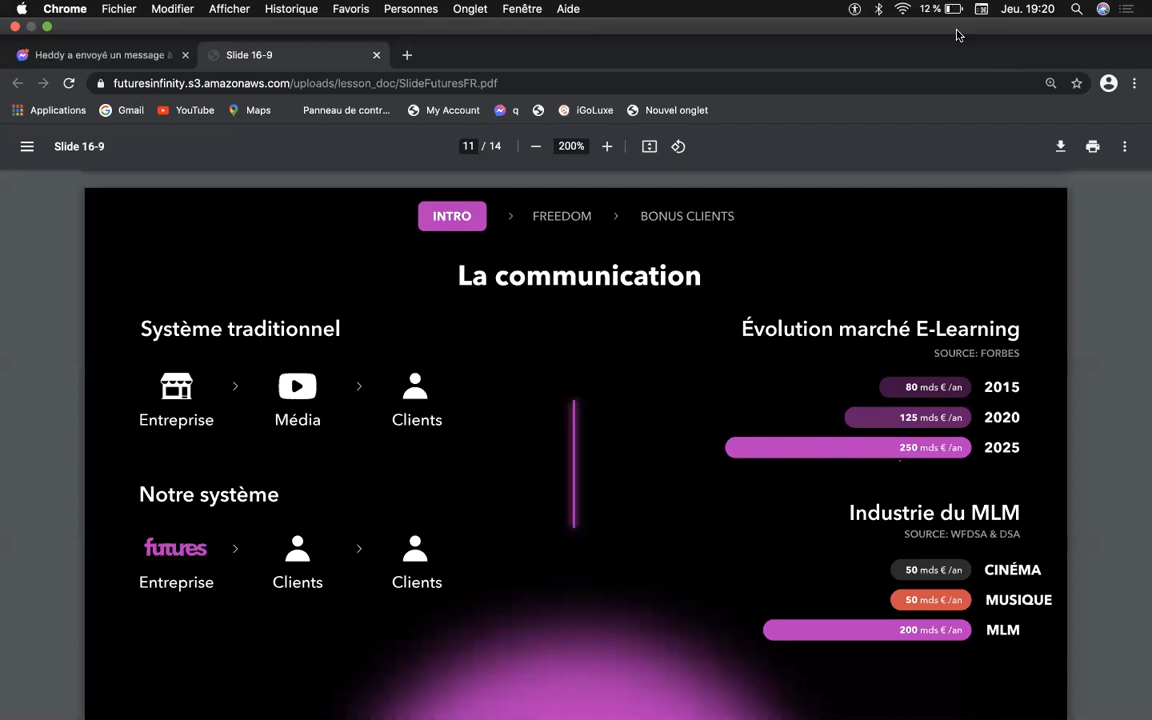 Chrome Fichier Modifier Afficher Historique Favoris Personnes Onglet Fenêtre Aide 12 % Jeu. 19:20
Heddy a envoyé un message
Slide 16-9
futuresinfinity.s3.amazonaws.com/uploads/lesson_doc/SlideFuturesFR.pdf
Applications Gmail YouTube Maps Panneau de contr... My Account q iGoLuxe Nouvel onglet
Slide 16-9 11 / 14 200%
INTRO FREEDOM BONUS CLIENTS
La communication
Système traditionnel
Entreprise Média Clients
Notre système
futures
Entreprise Clients Clients
Évolution marché E-Learning
SOURCE: FORBES
80 mds € /an 2015
125 mds € /an 2020
250 mds € /an 2025
Industrie du MLM
SOURCE: WFDSA & DSA
50 mds € /an CINÉMA
50 mds € /an MUSIQUE
200 mds € /an MLM